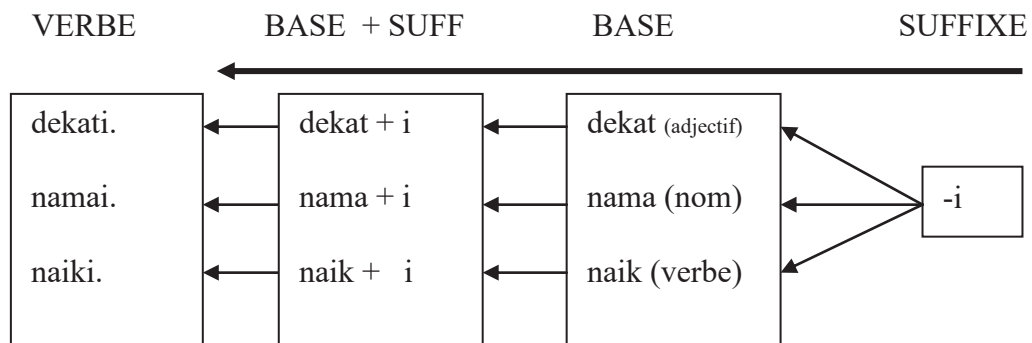 VERBE BASE + SUFF BASE SUFFIXE
dekati. dekat + i dekat (adjectif)
namai. nama + i nama (nom) -i
naiki. naik + i naik (verbe)